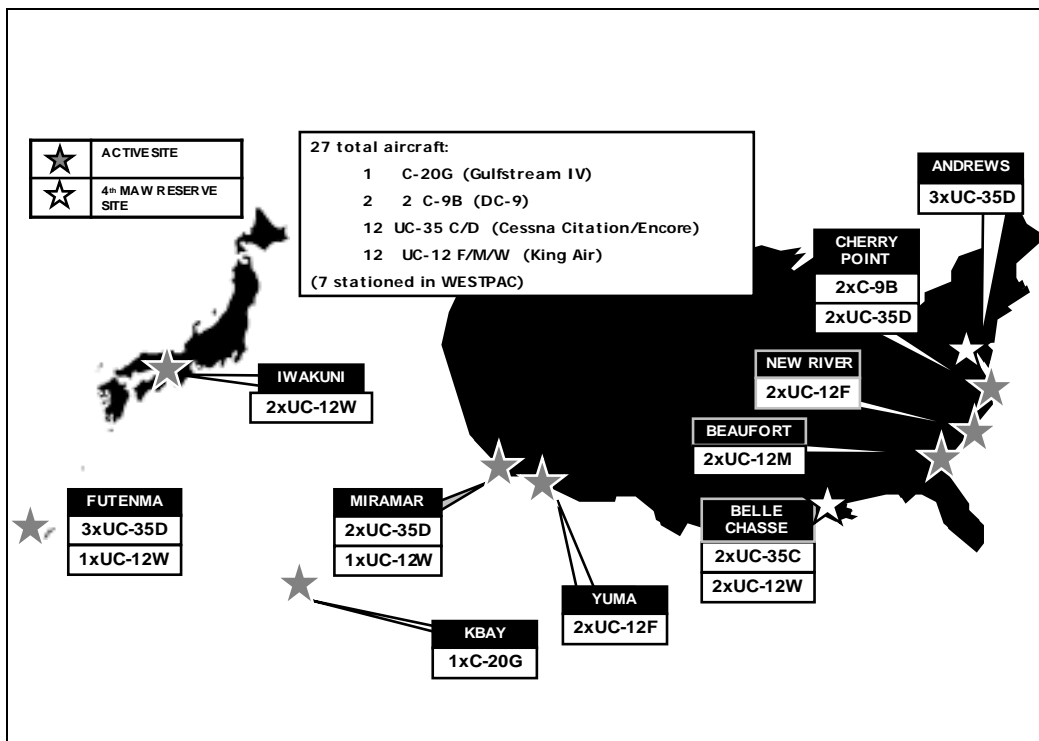 ACTIVE SITE
4th MAW RESERVE
SITE
27 total aircraft:
1 C-20G (Gulfstream IV)
2 2 C-9B (DC-9)
12 UC-35 C/D (Cessna Citation/Encore)
12 UC-12 F/M/W (King Air)
(7 stationed in WESTPAC)
ANDREWS
3xUC-35D
CHERRY
POINT
2xC-9B
2xUC-35D
NEW RIVER
2xUC-12F
BEAUFORT
2xUC-12M
IWAKUNI
2xUC-12W
FUTENMA
3xUC-35D
1xUC-12W
MIRAMAR
2xUC-35D
1xUC-12W
BELLE
CHASSE
2xUC-35C
2xUC-12W
YUMA
2xUC-12F
KBAY
1xC-20G